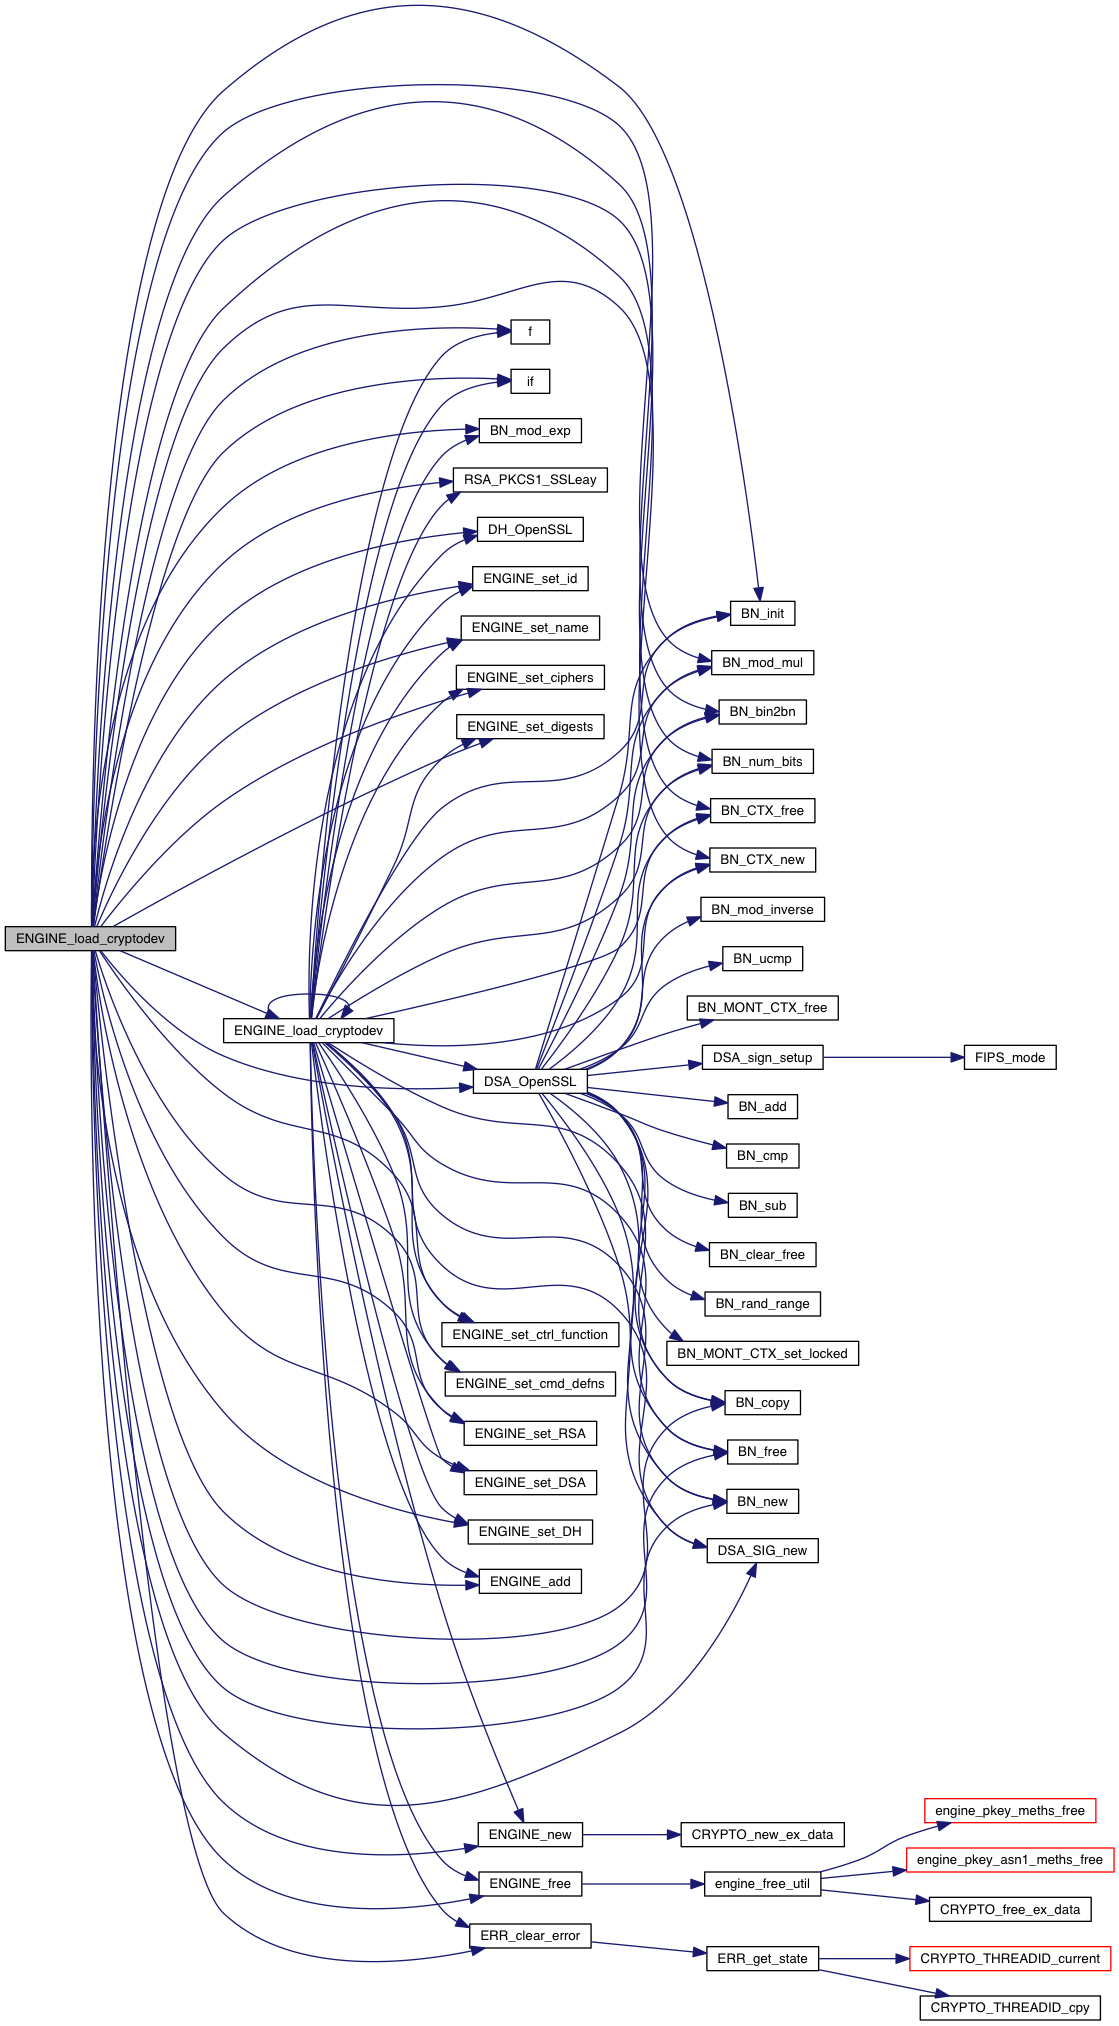 f
if
BN_mod_exp
RSA_PKCS1_SSLeay
DH_OpenSSL
ENGINE_set_id
BN_init
ENGINE_set_name
BN_mod_mul
ENGINE_set_ciphers
BN_bin2bn
ENGINE_set_digests
BN_num_bits
BN_CTX_free
BN_CTX_new
BN_mod_inverse
ENGINE_load_cryptodev
BN_ucmp
BN_MONT_CTX_free
ENGINE_load_cryptodev
DSA_sign_setup
FIPS_mode
DSA_OpenSSL
BN_add
BN_cmp
BN_sub
BN_clear_free
BN_rand_range
ENGINE_set_ctrl_function
BN_MONT_CTX_set_locked
ENGINE_set_cmd_defns
BN_copy
ENGINE_set_RSA
BN_free
ENGINE_set_DSA
BN_new
ENGINE_set_DH
DSA_SIG_new
ENGINE_add
engine_pkey_meths_free
ENGINE_new
CRYPTO_new_ex_data
engine_pkey_asn1_meths_free
ENGINE_free
engine_free_util
CRYPTO_free_ex_data
ERR_clear_error
ERR_get_state
CRYPTO_THREADID_current
CRYPTO_THREADID_cpy